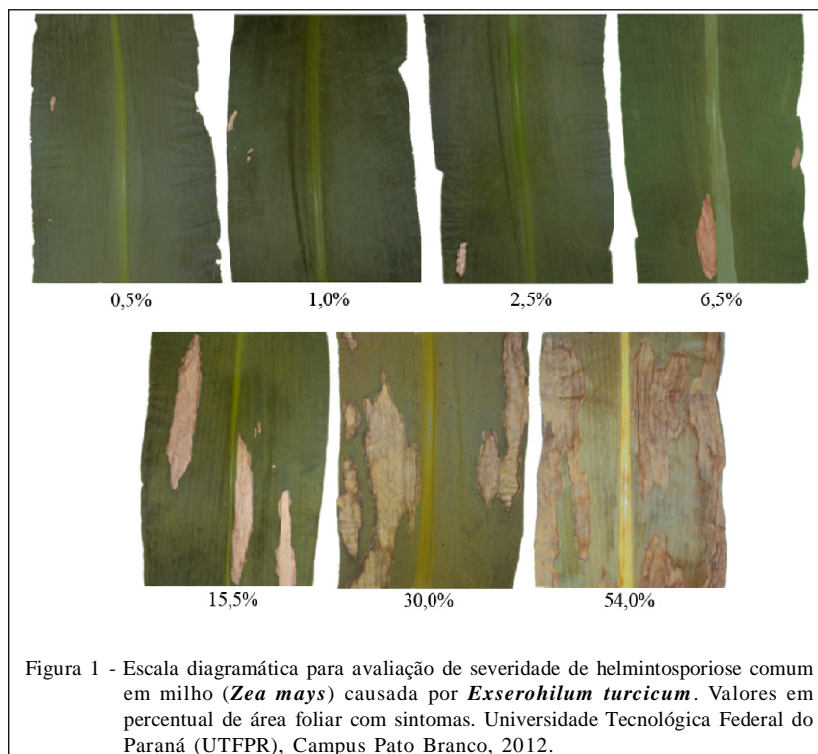 0,5%
1,0%
2,5%
6,5%
15,5%
30,0%
54,0%
Figura 1 - Escala diagramática para avaliação de severidade de helmintosporiose comum
em milho (Zea mays) causada por Exserohilum turcicum. Valores em
percentual de área foliar com sintomas. Universidade Tecnológica Federal do
Paraná (UTFPR), Campus Pato Branco, 2012.